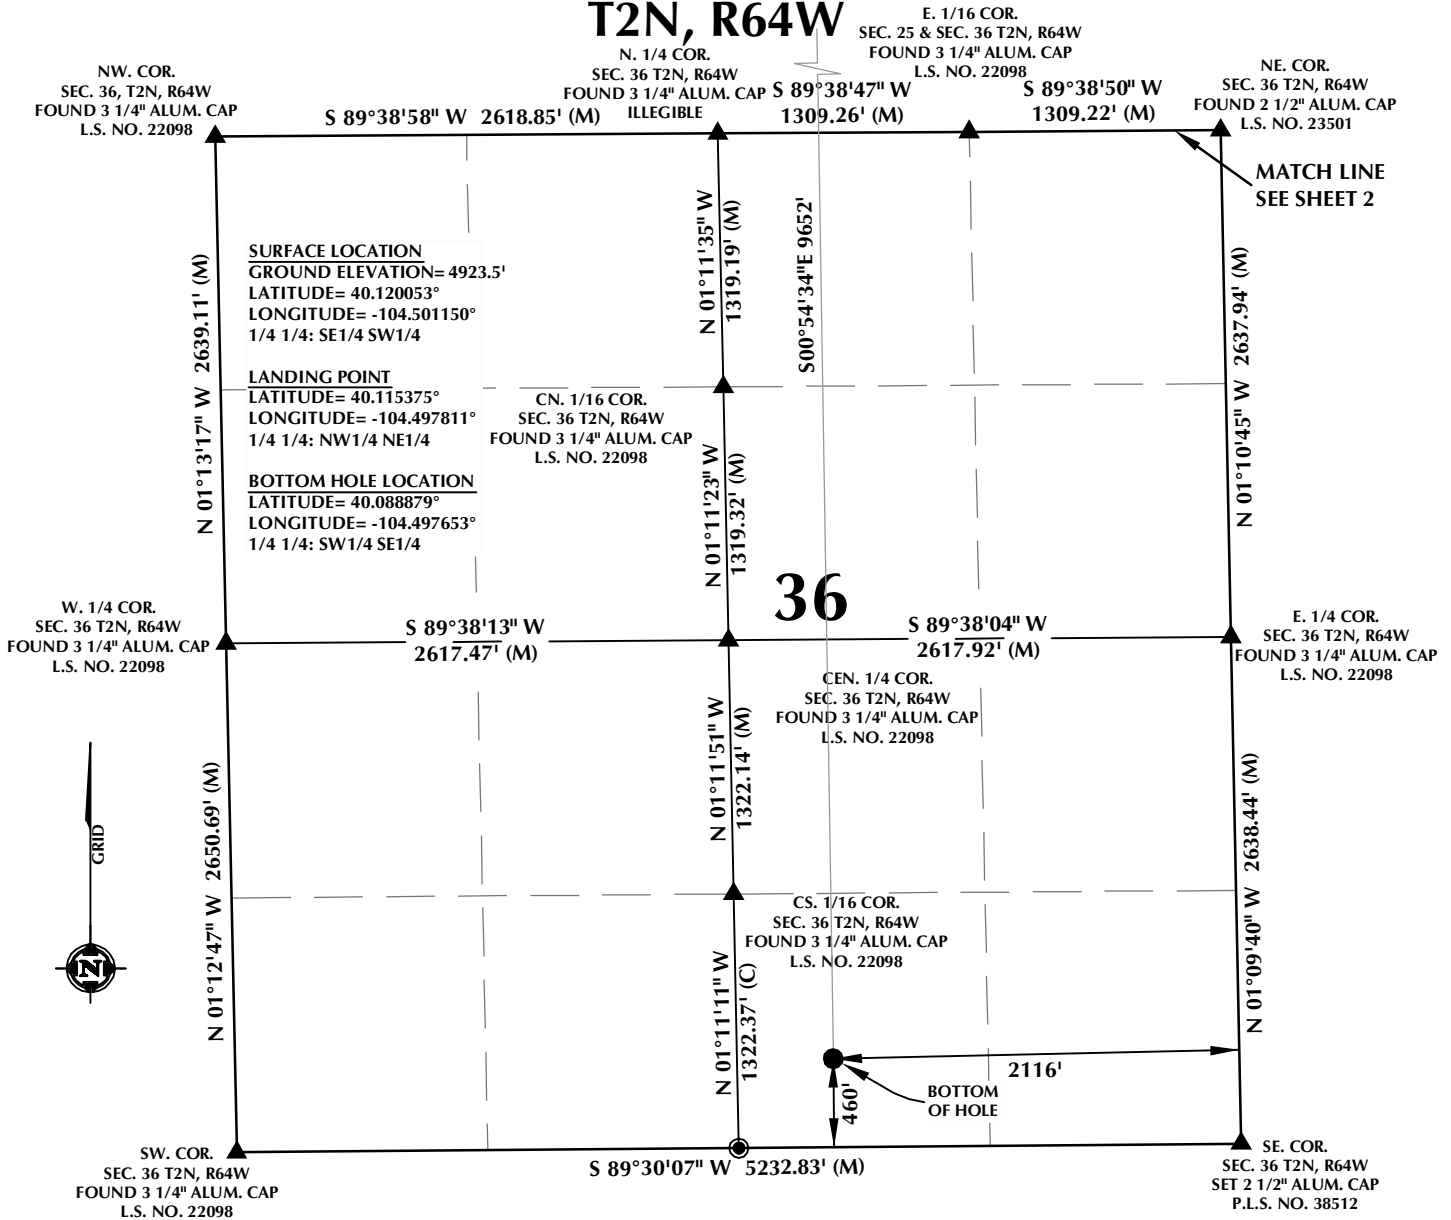 T2N, R64W
NW. COR.
SEC. 36, T2N, R64W
FOUND 3 1/4" ALUM. CAP
L.S. NO. 22098
S 89°38'58" W 2618.85' (M)
N. 1/4 COR.
SEC. 36 T2N, R64W
FOUND 3 1/4" ALUM. CAP
ILLEGIBLE
E. 1/16 COR.
SEC. 25 & SEC. 36 T2N, R64W
FOUND 3 1/4" ALUM. CAP
L.S. NO. 22098
S 89°38'47" W
1309.26' (M)
S 89°38'50" W
1309.22' (M)
NE. COR.
SEC. 36 T2N, R64W
FOUND 2 1/2" ALUM. CAP
L.S. NO. 23501
MATCH LINE
SEE SHEET 2
SURFACE LOCATION
GROUND ELEVATION= 4923.5'
LATITUDE= 40.120053°
LONGITUDE= -104.501150°
1/4 1/4: SE1/4 SW1/4
LANDING POINT
LATITUDE= 40.115375°
LONGITUDE= -104.497811°
1/4 1/4: NW1/4 NE1/4
BOTTOM HOLE LOCATION
LATITUDE= 40.088879°
LONGITUDE= -104.497653°
1/4 1/4: SW1/4 SE1/4
N 01°13'17" W 2639.11' (M)
N 01°11'35" W
1319.19' (M)
S00°54'34"E 9652'
N 01°10'45" W 2637.94' (M)
CN. 1/16 COR.
SEC. 36 T2N, R64W
FOUND 3 1/4" ALUM. CAP
L.S. NO. 22098
N 01°11'23" W
1319.32' (M)
36
W. 1/4 COR.
SEC. 36 T2N, R64W
FOUND 3 1/4" ALUM. CAP
L.S. NO. 22098
S 89°38'13" W
2617.47' (M)
S 89°38'04" W
2617.92' (M)
E. 1/4 COR.
SEC. 36 T2N, R64W
FOUND 3 1/4" ALUM. CAP
L.S. NO. 22098
CEN. 1/4 COR.
SEC. 36 T2N, R64W
FOUND 3 1/4" ALUM. CAP
L.S. NO. 22098
GRID
N
N 01°12'47" W 2650.69' (M)
N 01°11'51" W
1322.14' (M)
N 01°09'40" W 2638.44' (M)
CS. 1/16 COR.
SEC. 36 T2N, R64W
FOUND 3 1/4" ALUM. CAP
L.S. NO. 22098
N 01°11'11" W
1322.37' (C)
2116'
460'
BOTTOM
OF HOLE
SW. COR.
SEC. 36 T2N, R64W
FOUND 3 1/4" ALUM. CAP
L.S. NO. 22098
S 89°30'07" W 5232.83' (M)
SE. COR.
SEC. 36 T2N, R64W
SET 2 1/2" ALUM. CAP
P.L.S. NO. 38512